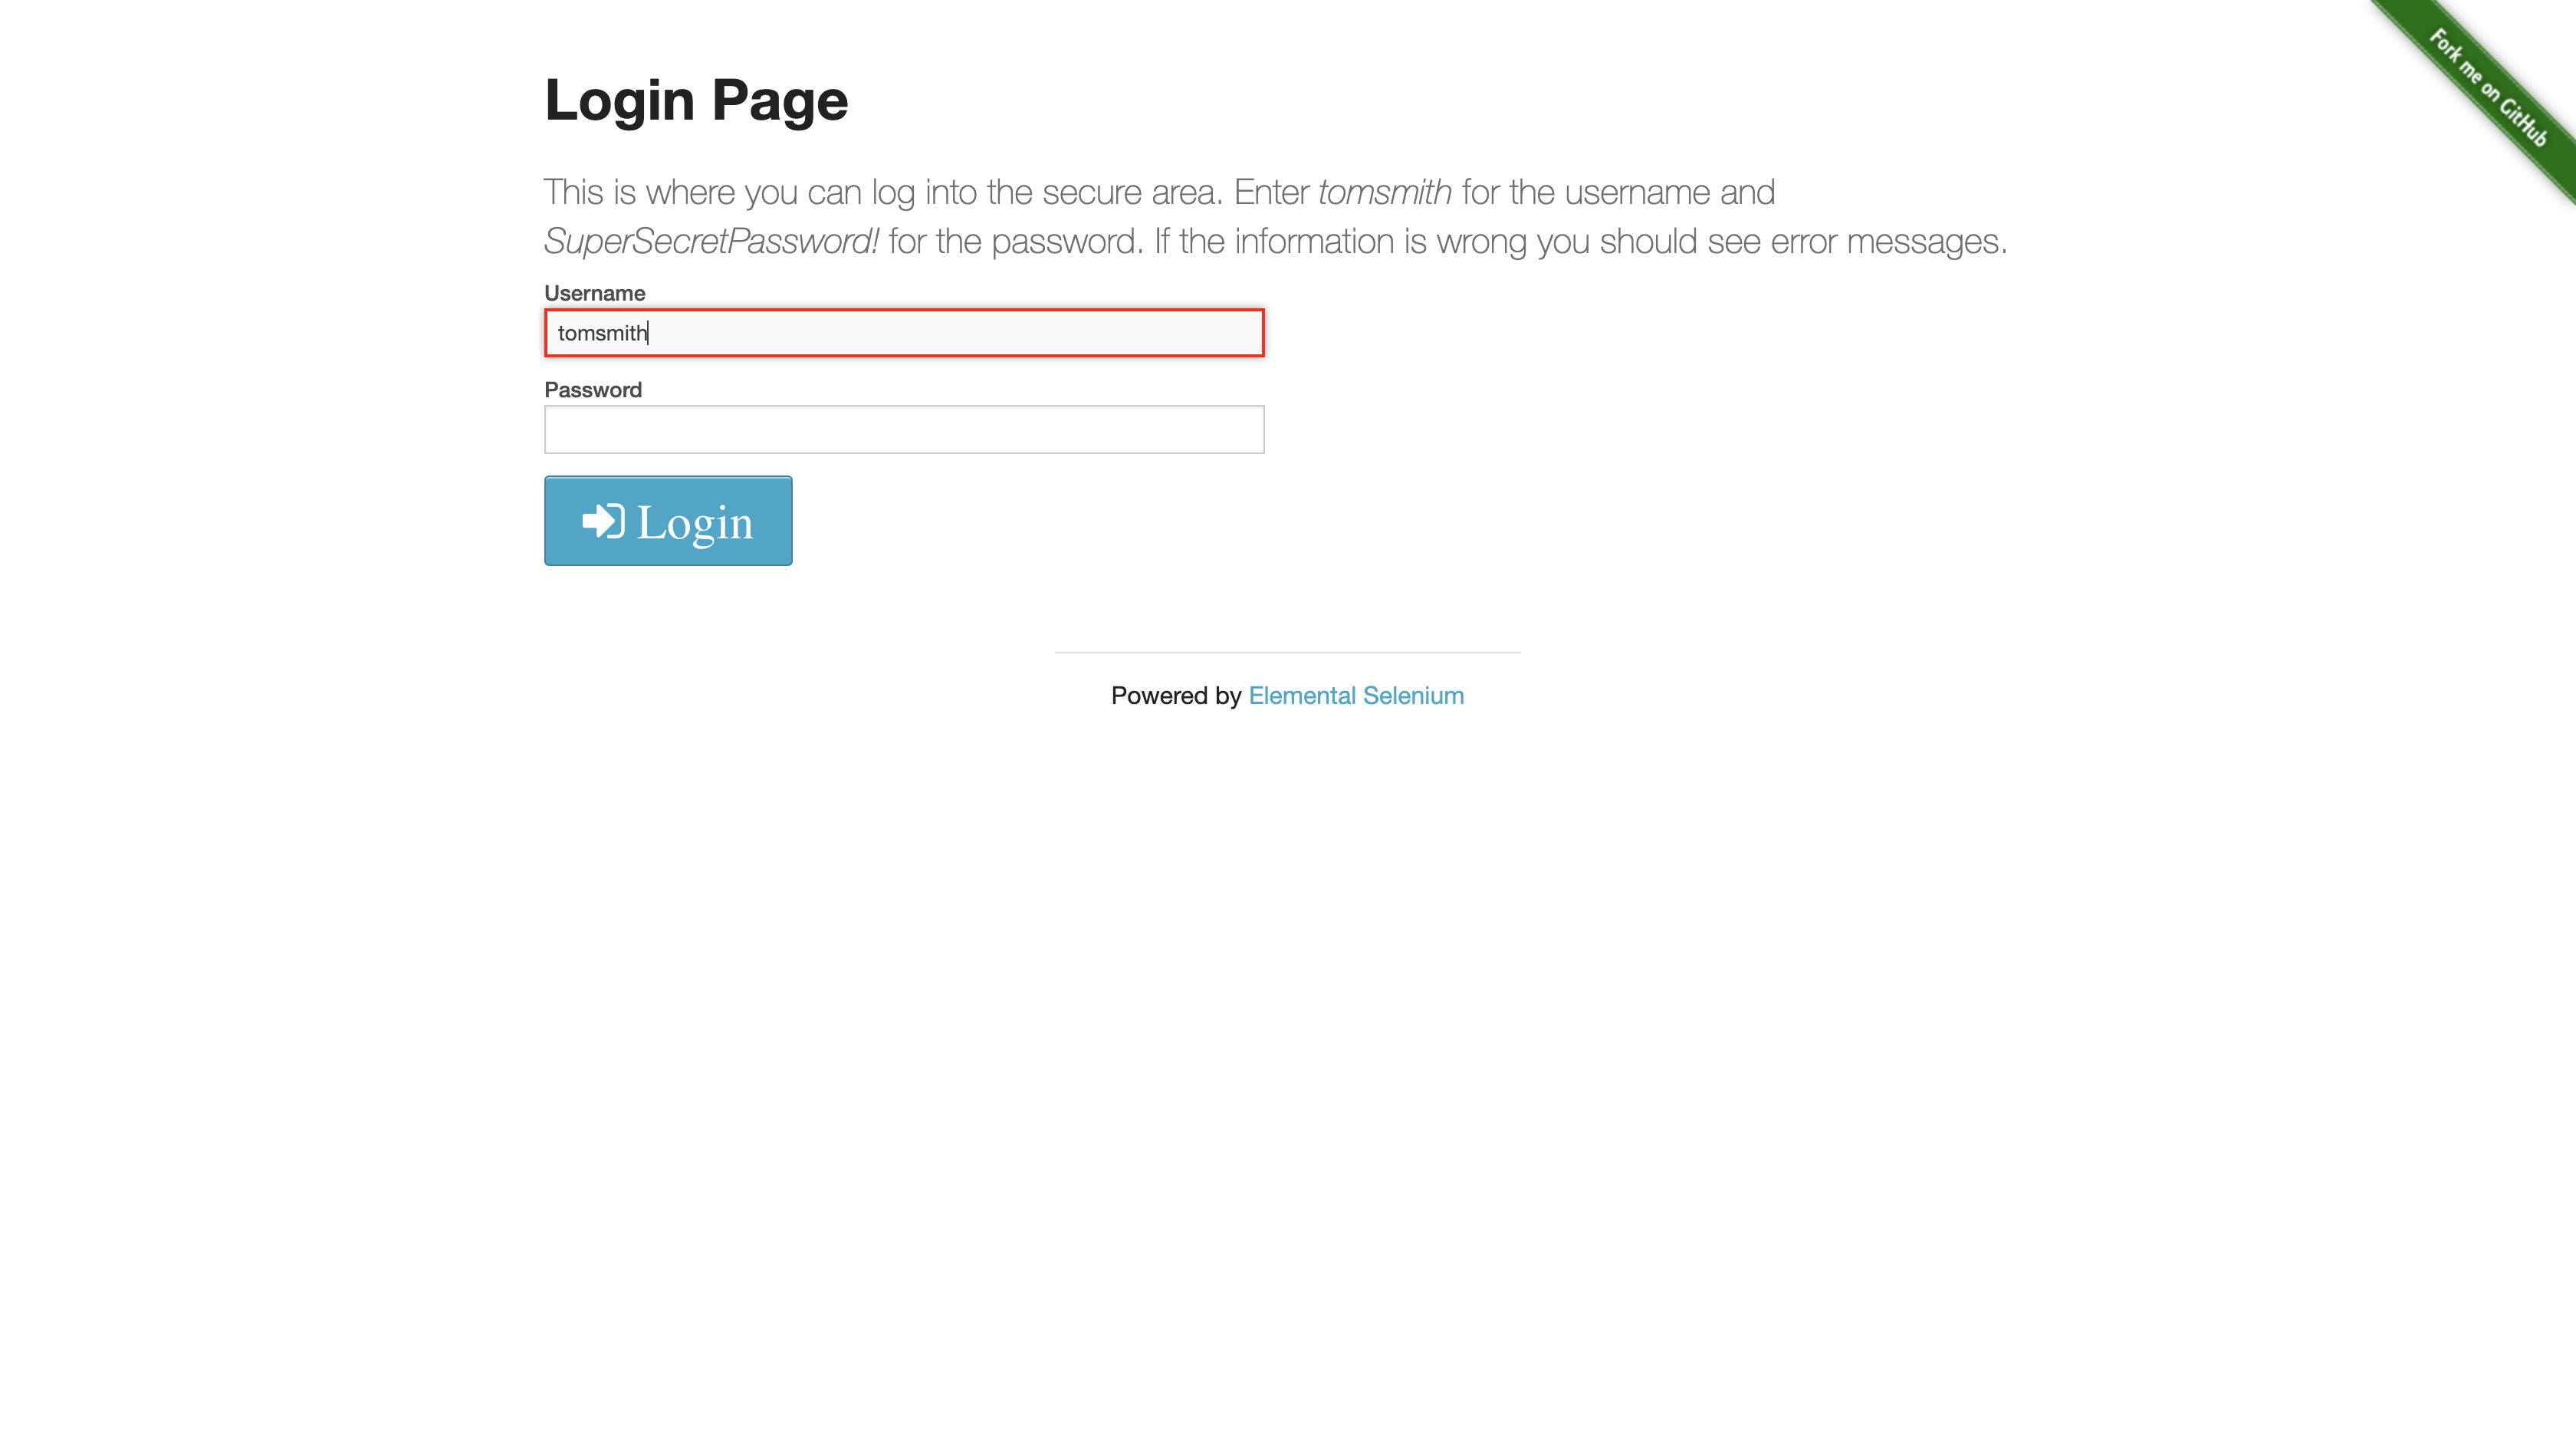 Fork me on GitHub
Login Page
This is where you can log into the secure area. Enter tomsmith for the username and
SuperSecretPassword! for the password. If the information is wrong you should see error messages.
Username
tomsmith
Password
Login
Powered by Elemental Selenium